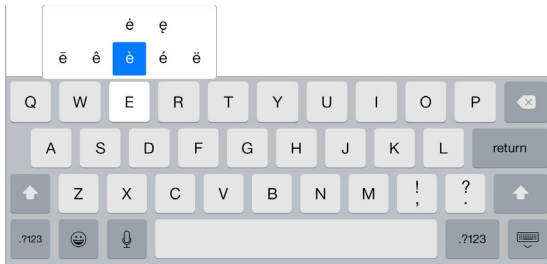 ė ę
ē ê è é ë
Q W E R T Y U I O P
A S D F G H J K L return
Z X C V B N M ! , ? .
.?123 .?123